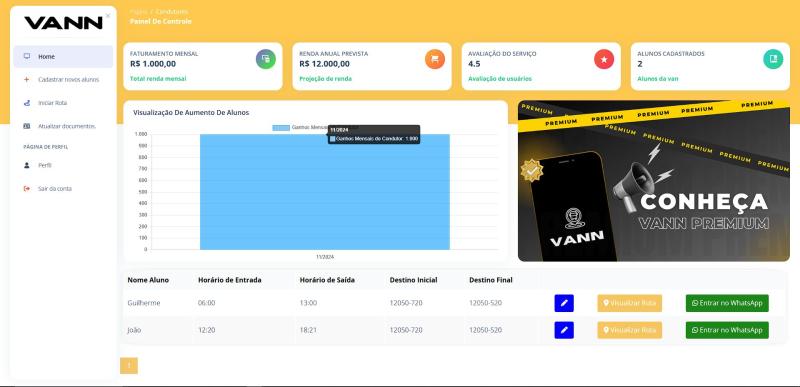 VANN
×
Home
Cadastrar novos alunos
Iniciar Rota
Atualizar documentos
PÁGINA DE PERFIL
Perfil
Sair da conta
Página / Condutores
Painel De Controle
FATURAMENTO MENSAL
R$ 1.000,00
Total renda mensal
RENDA ANUAL PREVISTA
R$ 12.000,00
Projeção de renda
AVALIAÇÃO DO SERVIÇO
4.5
Avaliação de usuários
ALUNOS CADASTRADOS
2
Alunos da van
Visualização De Aumento De Alunos
Ganhos Mensais
11/2024
Ganhos Mensais do Condutor: 1.000
1.000
900
800
700
600
500
400
300
200
100
0
11/2024
PREMIUM PREMIUM PREMIUM PREMIUM PREMIUM
PREMIUM PREMIUM PREMIUM PREMIUM
VANN
CONHEÇA
VANN PREMIUM
Nome Aluno Horário de Entrada Horário de Saída Destino Inicial Destino Final
Guilherme 06:00 13:00 12050-720 12050-520 Visualizar Rota Entrar no WhatsApp
João 12:20 18:21 12050-720 12050-520 Visualizar Rota Entrar no WhatsApp
1